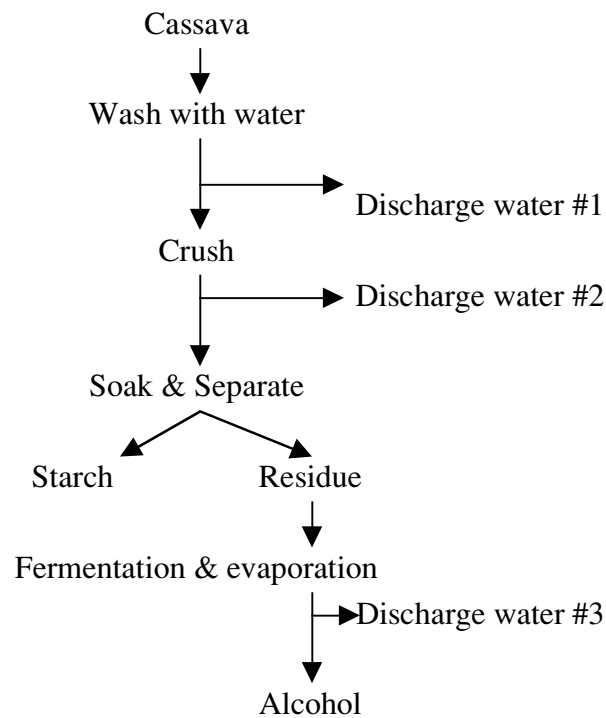 Cassava
Wash with water
Discharge water #1
Crush
Discharge water #2
Soak & Separate
Starch
Residue
Fermentation & evaporation
Discharge water #3
Alcohol